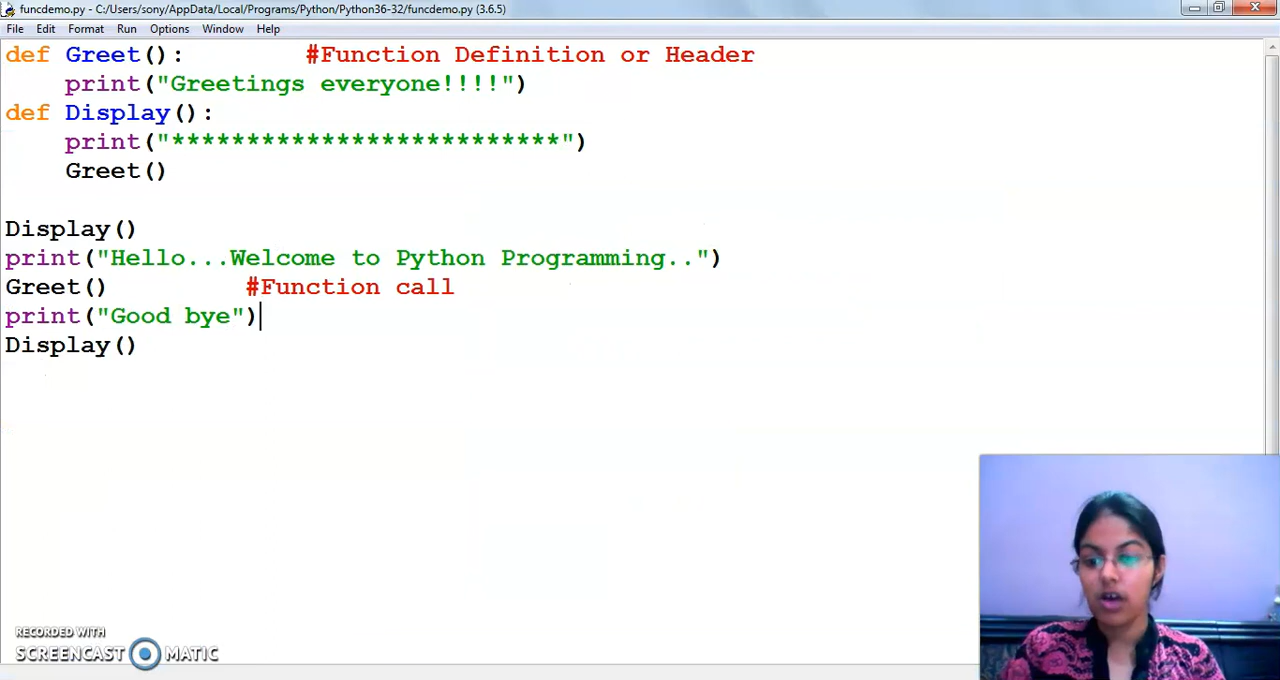 funcdemo.py - C:/Users/sony/AppData/Local/Programs/Python/Python36-32/funcdemo.py (3.6.5)
File Edit Format Run Options Window Help
def Greet():        #Function Definition or Header
    print("Greetings everyone!!!!")
def Display():
    print("**************************")
    Greet()
Display()
print("Hello...Welcome to Python Programming..")
Greet()         #Function call
print("Good bye")
Display()
RECORDED WITH
SCREENCAST MATIC